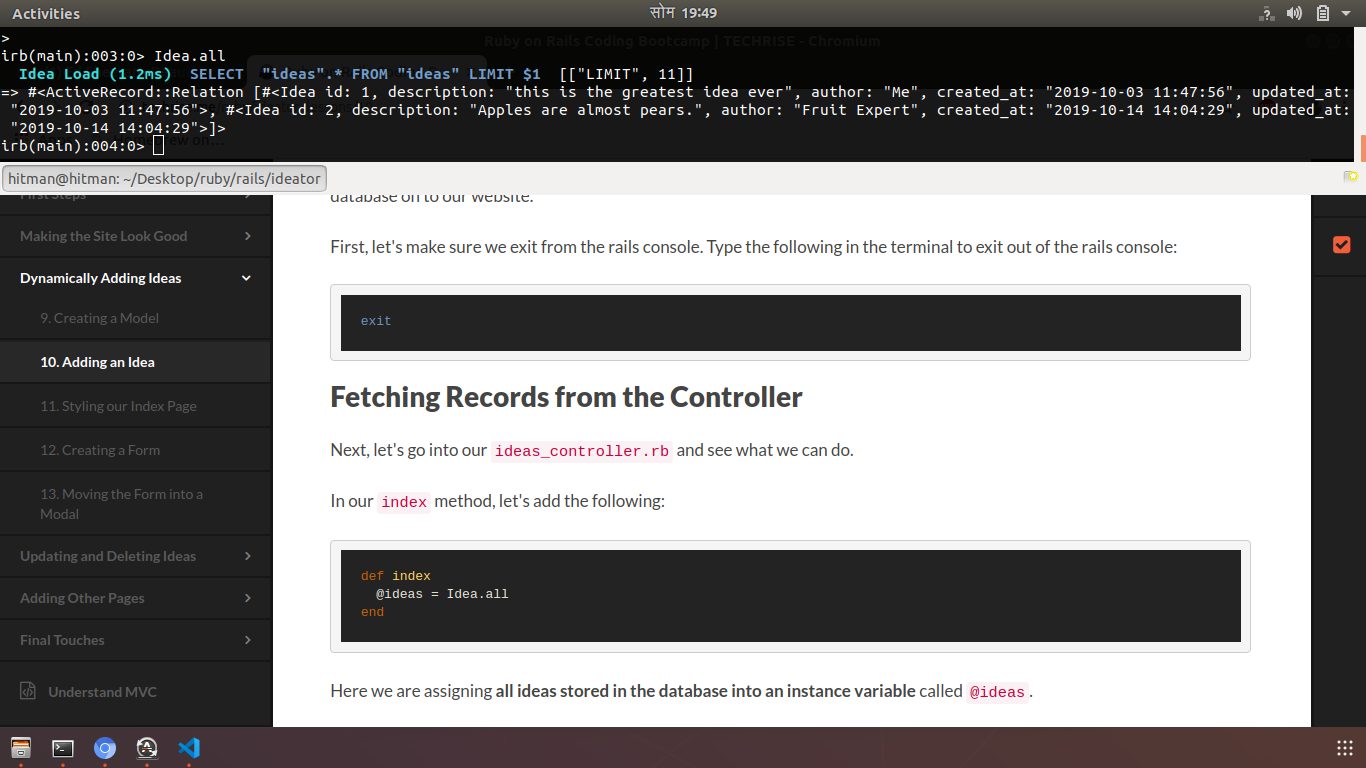 Activities
सोम 19:49
Ruby on Rails Coding Bootcamp | TECHRISE - Chromium
>
irb(main):003:0> Idea.all
Idea Load (1.2ms) SELECT "ideas".* FROM "ideas" LIMIT $1 [["LIMIT", 11]]
=> #<ActiveRecord::Relation [#<Idea id: 1, description: "this is the greatest idea ever", author: "Me", created_at: "2019-10-03 11:47:56", updated_at:
"2019-10-03 11:47:56">, #<Idea id: 2, description: "Apples are almost pears.", author: "Fruit Expert", created_at: "2019-10-14 14:04:29", updated_at:
"2019-10-14 14:04:29">]>
irb(main):004:0>
hitman@hitman: ~/Desktop/ruby/rails/ideator
First Steps
Making the Site Look Good
Dynamically Adding Ideas
9. Creating a Model
10. Adding an Idea
11. Styling our Index Page
12. Creating a Form
13. Moving the Form into a
Modal
Updating and Deleting Ideas
Adding Other Pages
Final Touches
Understand MVC
database on to our website.
First, let's make sure we exit from the rails console. Type the following in the terminal to exit out of the rails console:
exit
Fetching Records from the Controller
Next, let's go into our ideas_controller.rb and see what we can do.
In our index method, let's add the following:
def index
@ideas = Idea.all
end
Here we are assigning all ideas stored in the database into an instance variable called @ideas.